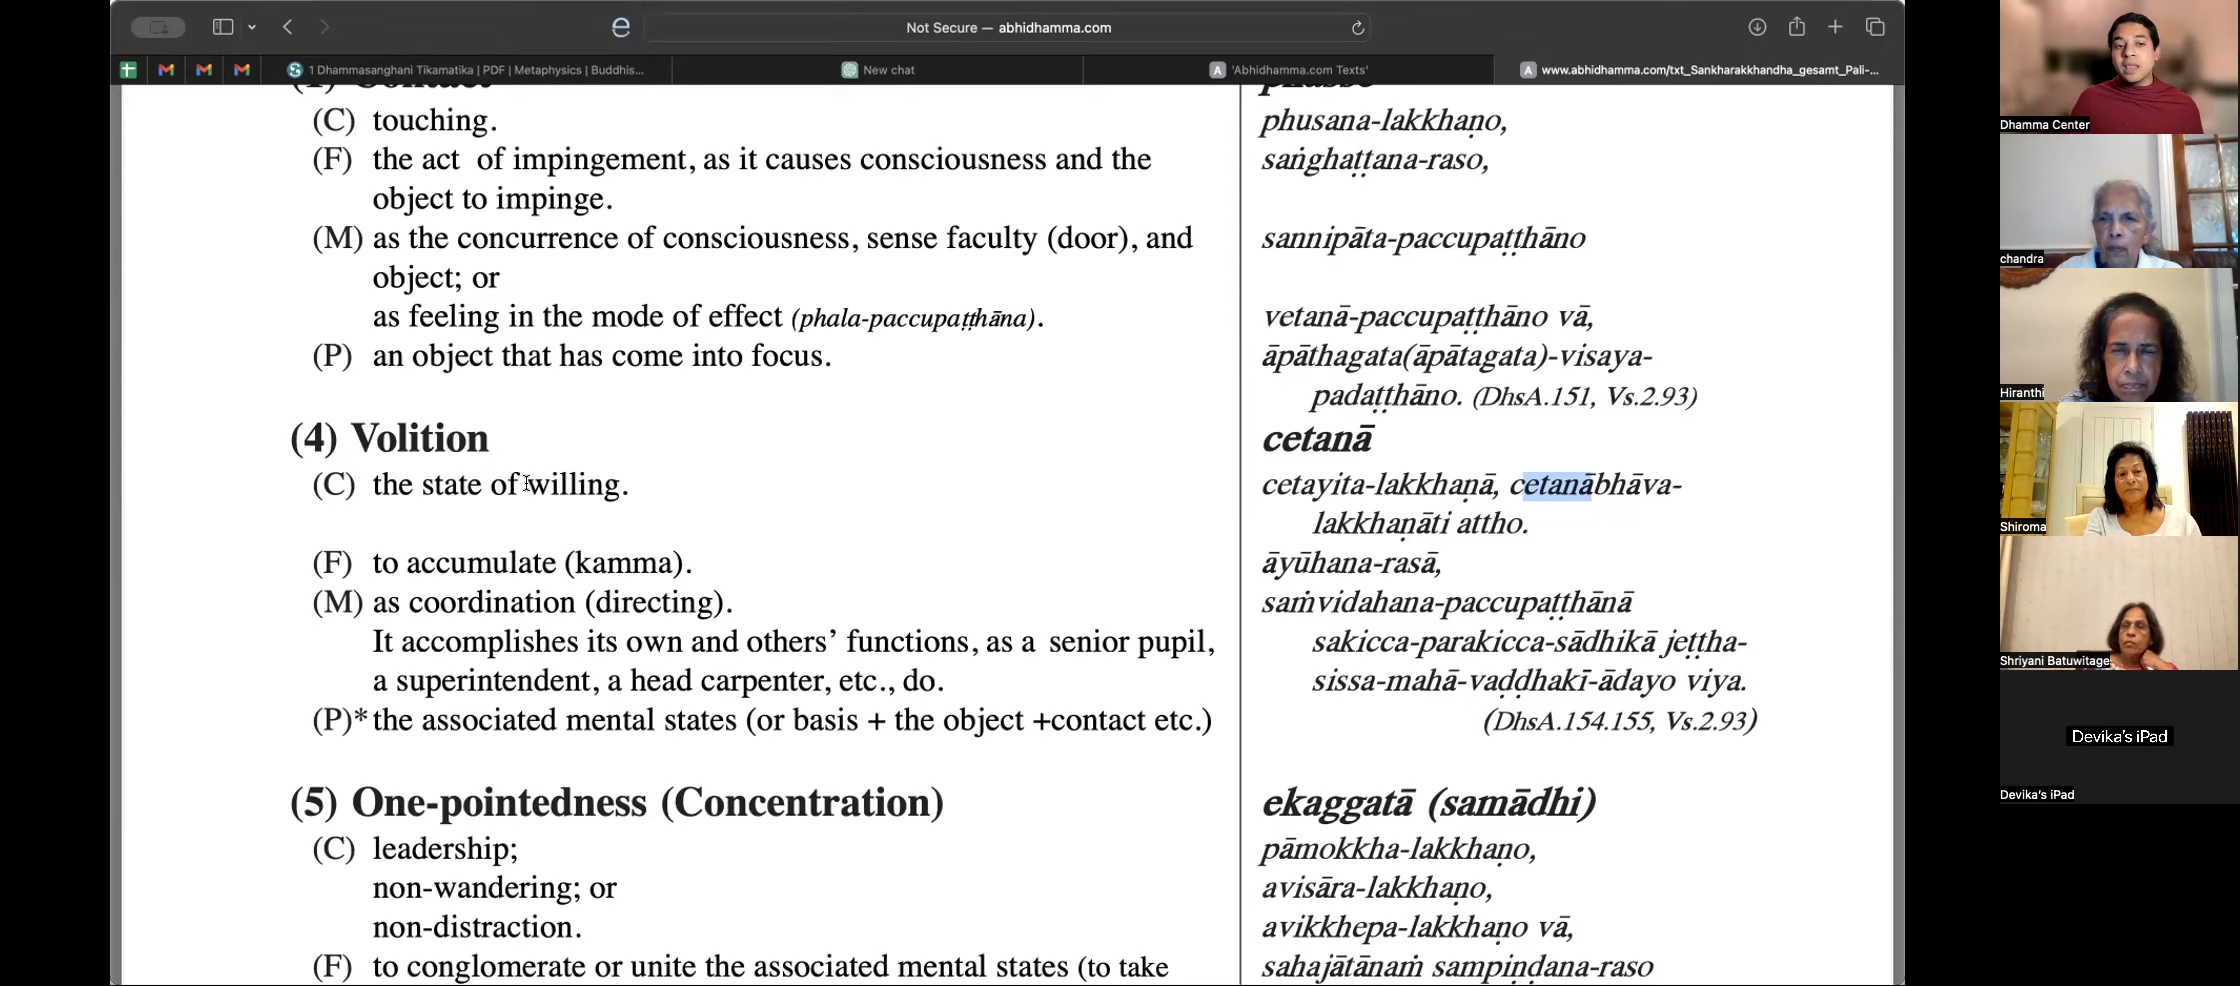 Not Secure — abhidhamma.com
1 Dhammasanghani Tikamatika | PDF | Metaphysics | Buddhis...
New chat
'Abhidhamma.com Texts'
www.abhidhamma.com/txt_Sankharakkhandha_gesamt_Pali-...
(C) touching.
phusana-lakkhaṇo,
(F) the act of impingement, as it causes consciousness and the
saṅghaṭṭana-raso,
object to impinge.
(M) as the concurrence of consciousness, sense faculty (door), and
sannipāta-paccupaṭṭhāno
object; or
as feeling in the mode of effect (phala-paccupaṭṭhāna).
vetanā-paccupaṭṭhāno vā,
(P) an object that has come into focus.
āpāthagata(āpātagata)-visaya-
padaṭṭhāno. (DhsA.151, Vs.2.93)
(4) Volition
cetanā
(C) the state of willing.
cetayita-lakkhaṇā, cetanābhāva-
lakkhaṇāti attho.
(F) to accumulate (kamma).
āyūhana-rasā,
(M) as coordination (directing).
saṁvidahana-paccupaṭṭhānā
It accomplishes its own and others’ functions, as a senior pupil,
sakicca-parakicca-sādhikā jeṭṭha-
a superintendent, a head carpenter, etc., do.
sissa-mahā-vaḍḍhakī-ādayo viya.
(P)* the associated mental states (or basis + the object +contact etc.)
(DhsA.154.155, Vs.2.93)
(5) One-pointedness (Concentration)
ekaggatā (samādhi)
(C) leadership;
pāmokkha-lakkhaṇo,
non-wandering; or
avisāra-lakkhaṇo,
non-distraction.
avikkhepa-lakkhaṇo vā,
(F) to conglomerate or unite the associated mental states (to take
sahajātānaṁ sampiṇḍana-raso
Dhamma Center
chandra
Hiranthi
Shiroma
Shriyani Batuwitage
Devika’s iPad
Devika’s iPad